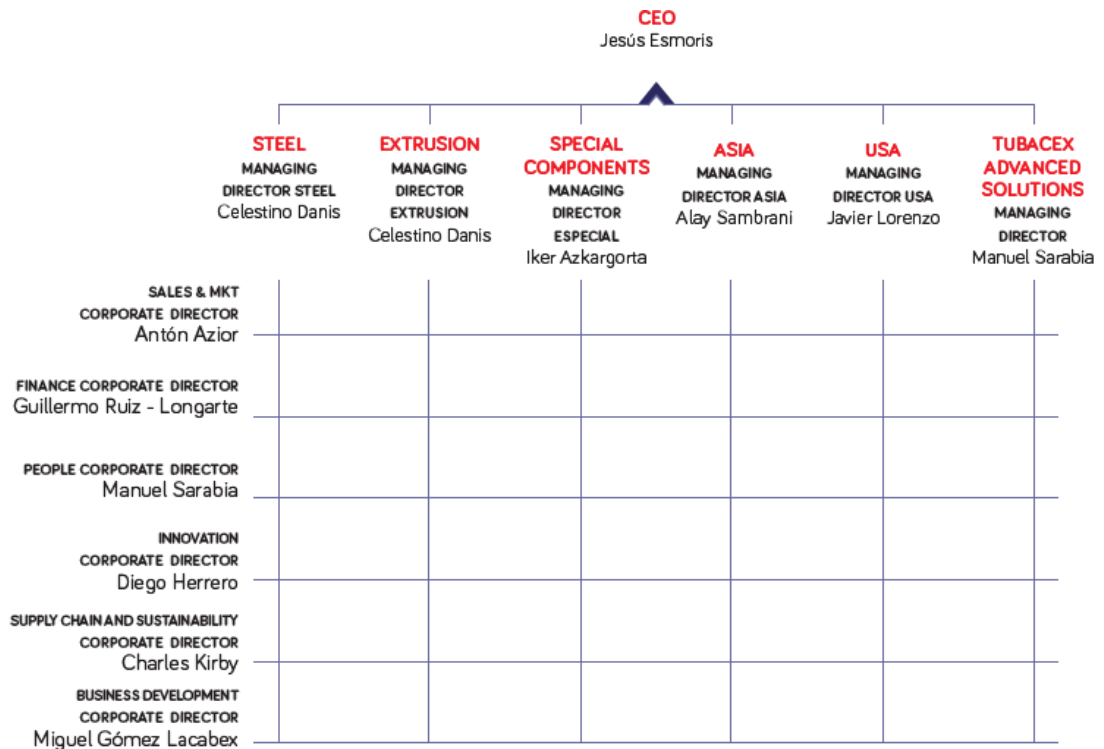 CEO
Jesús Esmoris
STEEL
MANAGING
DIRECTOR STEEL
Celestino Danis
EXTRUSION
MANAGING
DIRECTOR
EXTRUSION
Celestino Danis
SPECIAL
COMPONENTS
MANAGING
DIRECTOR
ESPECIAL
Iker Azkargorta
ASIA
MANAGING
DIRECTOR ASIA
Alay Sambrani
USA
MANAGING
DIRECTOR USA
Javier Lorenzo
TUBACEX
ADVANCED
SOLUTIONS
MANAGING
DIRECTOR
Manuel Sarabia
SALES & MKT
CORPORATE DIRECTOR
Antón Azior
FINANCE CORPORATE DIRECTOR
Guillermo Ruiz - Longarte
PEOPLE CORPORATE DIRECTOR
Manuel Sarabia
INNOVATION
CORPORATE DIRECTOR
Diego Herrero
SUPPLY CHAIN AND SUSTAINABILITY
CORPORATE DIRECTOR
Charles Kirby
BUSINESS DEVELOPMENT
CORPORATE DIRECTOR
Miguel Gómez Lacabex